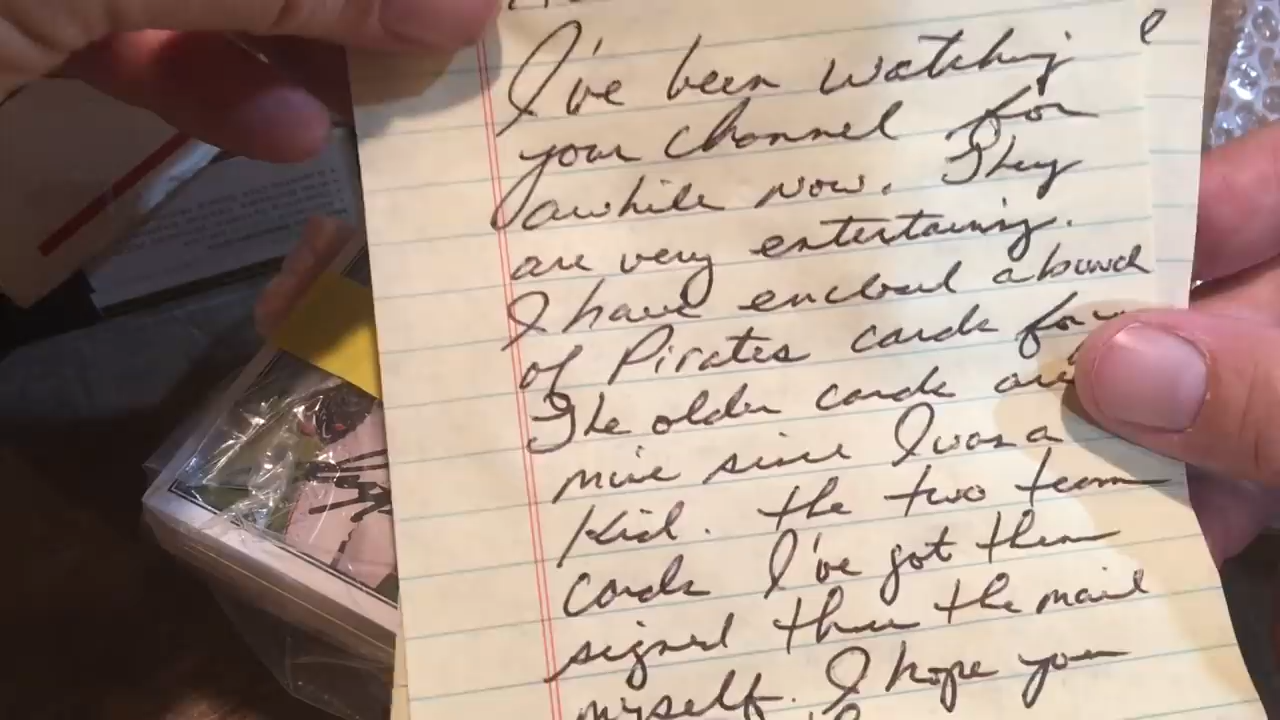 I've been watching
your channel for
awhile now. They
are very entertaining.
I have enclosed a bunch
of Pirates cards for
The older cards are
mine since I was a
Kid. the two team
cards I've got them
signed thru the mail
myself. I hope you